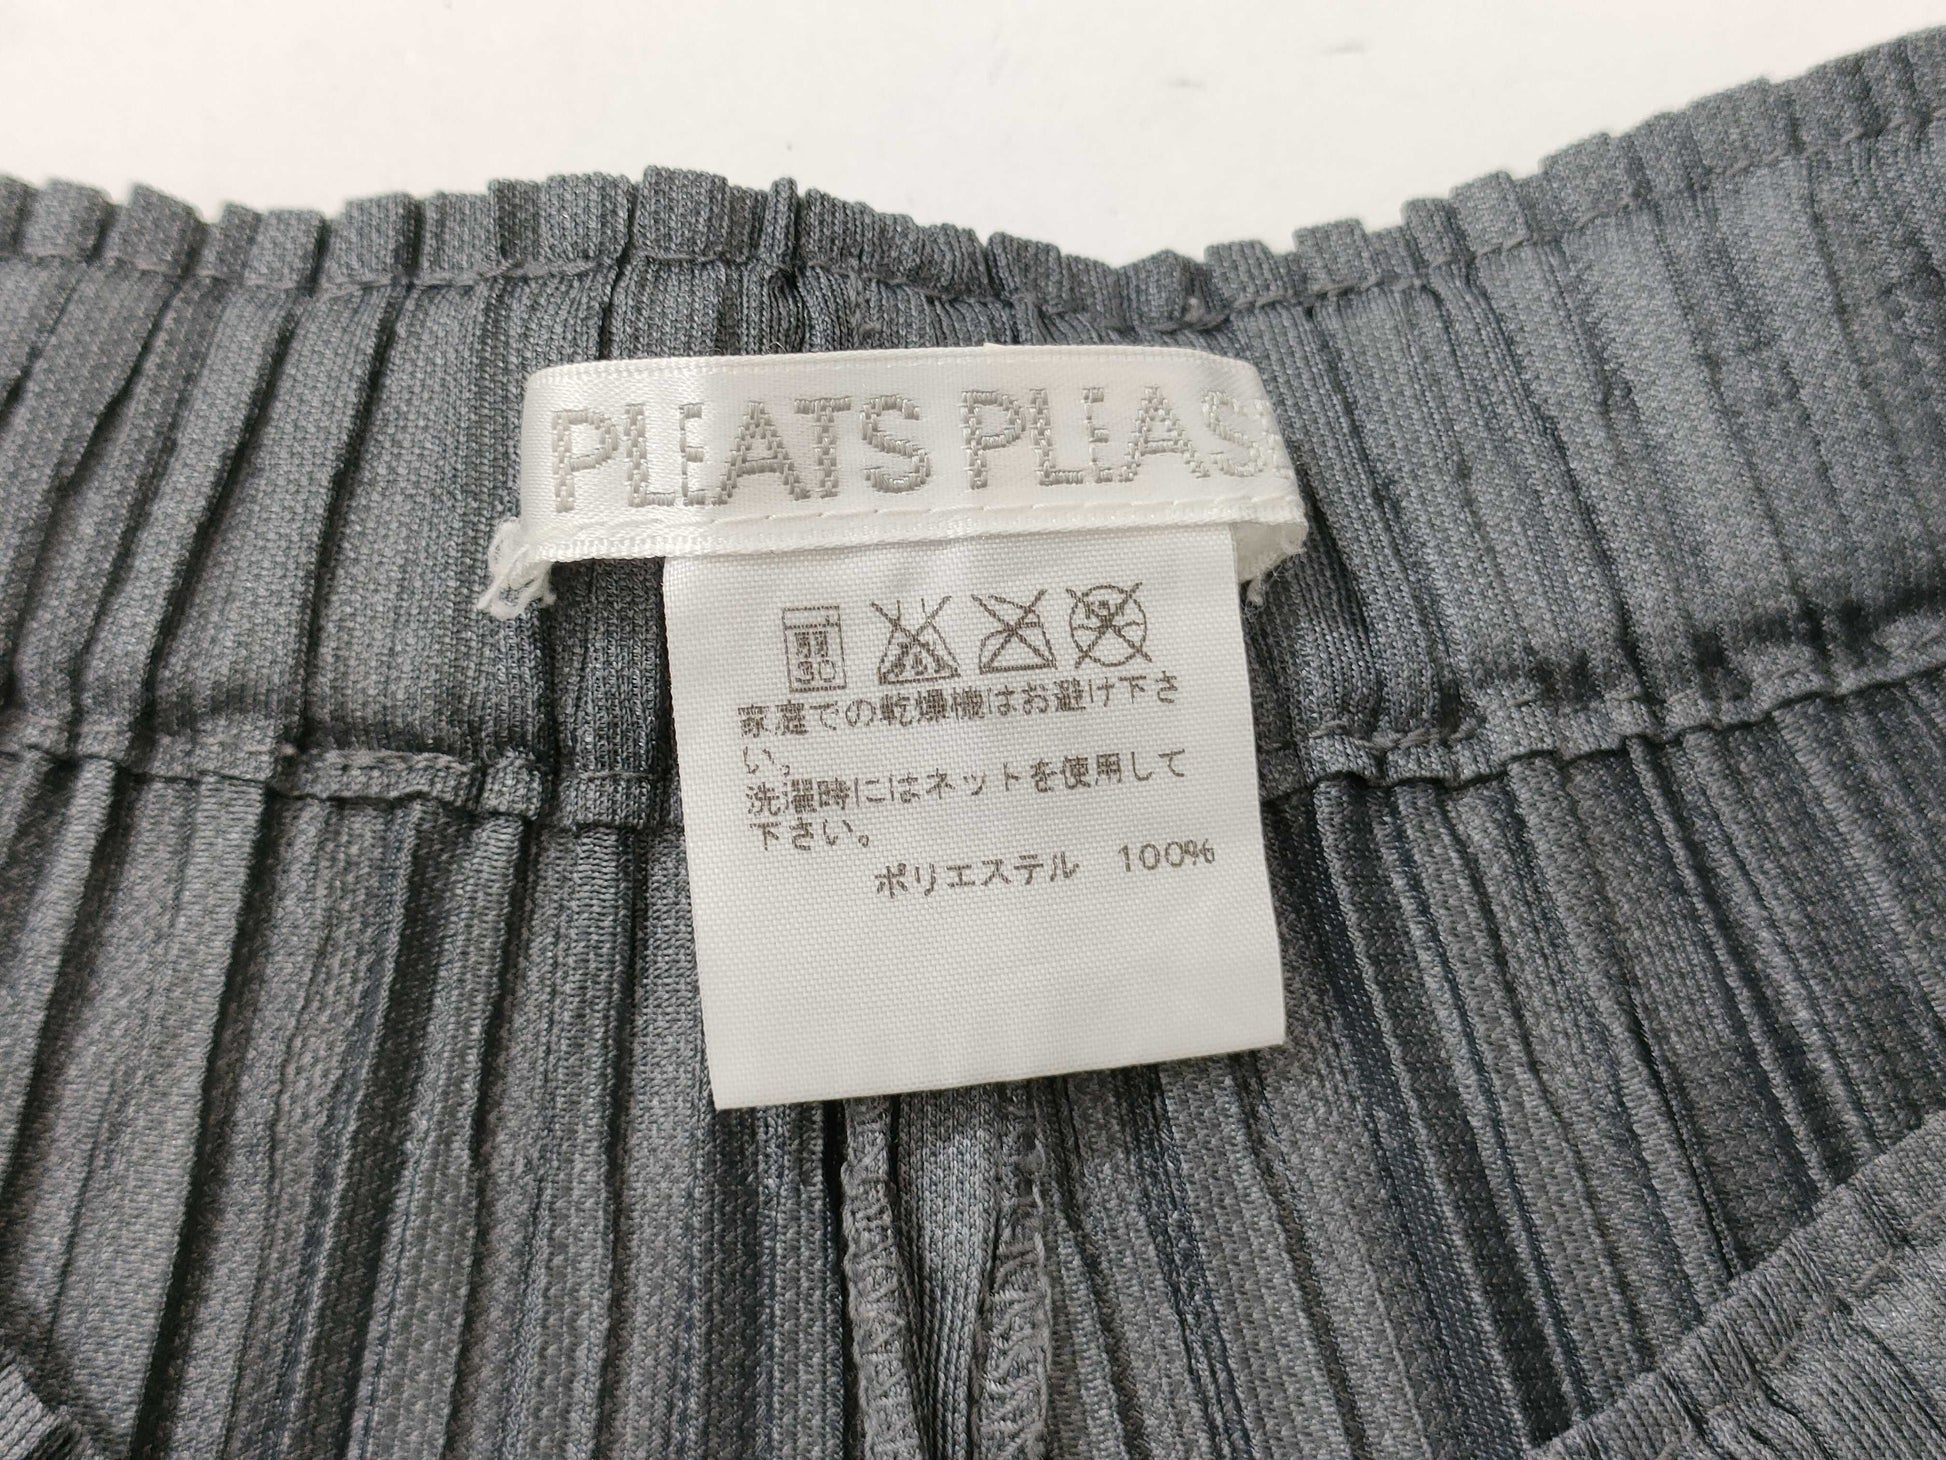 PLEATS PLEASE
弱
30
家庭での乾燥機はお避け下さ
い。
洗濯時にはネットを使用して
下さい。
ポリエステル 100%